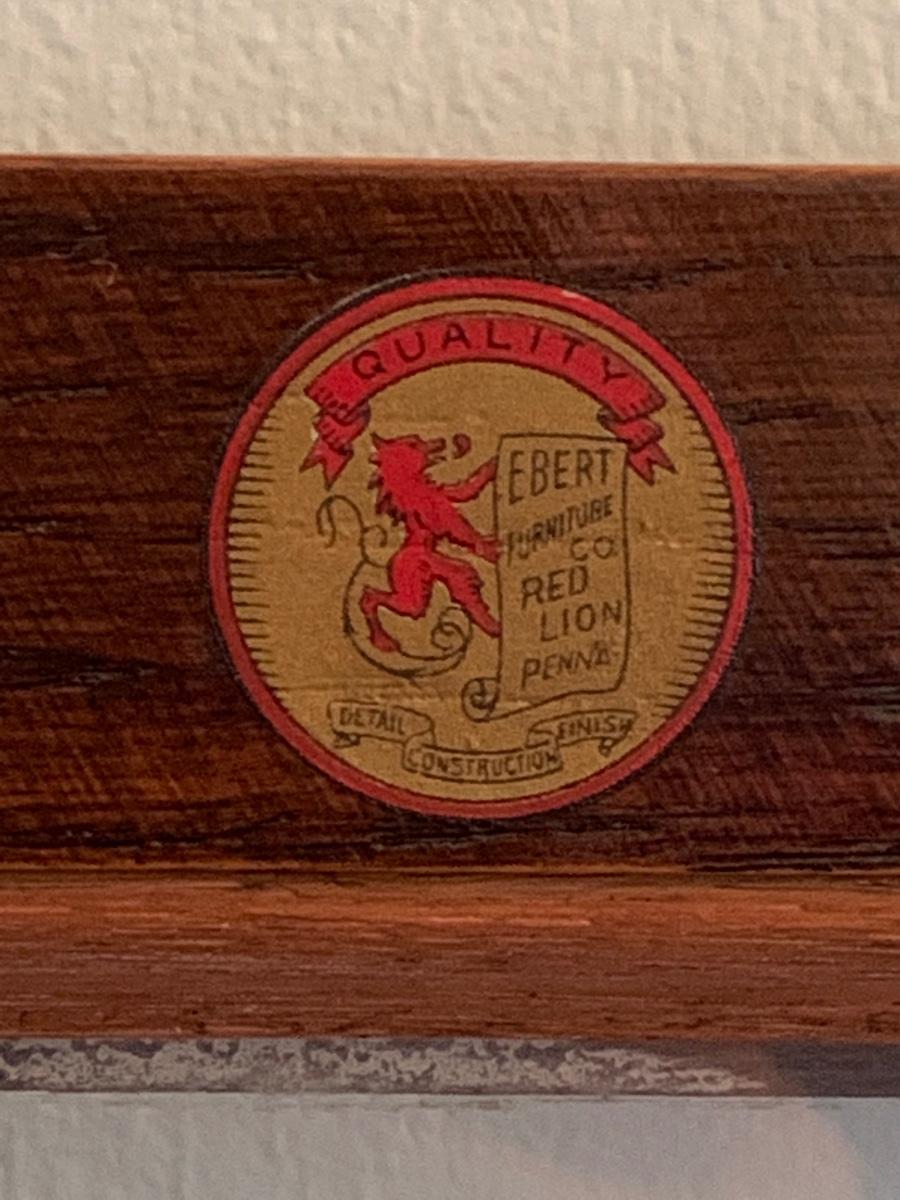 QUALITY
EBERT
FURNITURE
CO.
RED
LION
PENNA.
DETAIL
CONSTRUCTION
FINISH